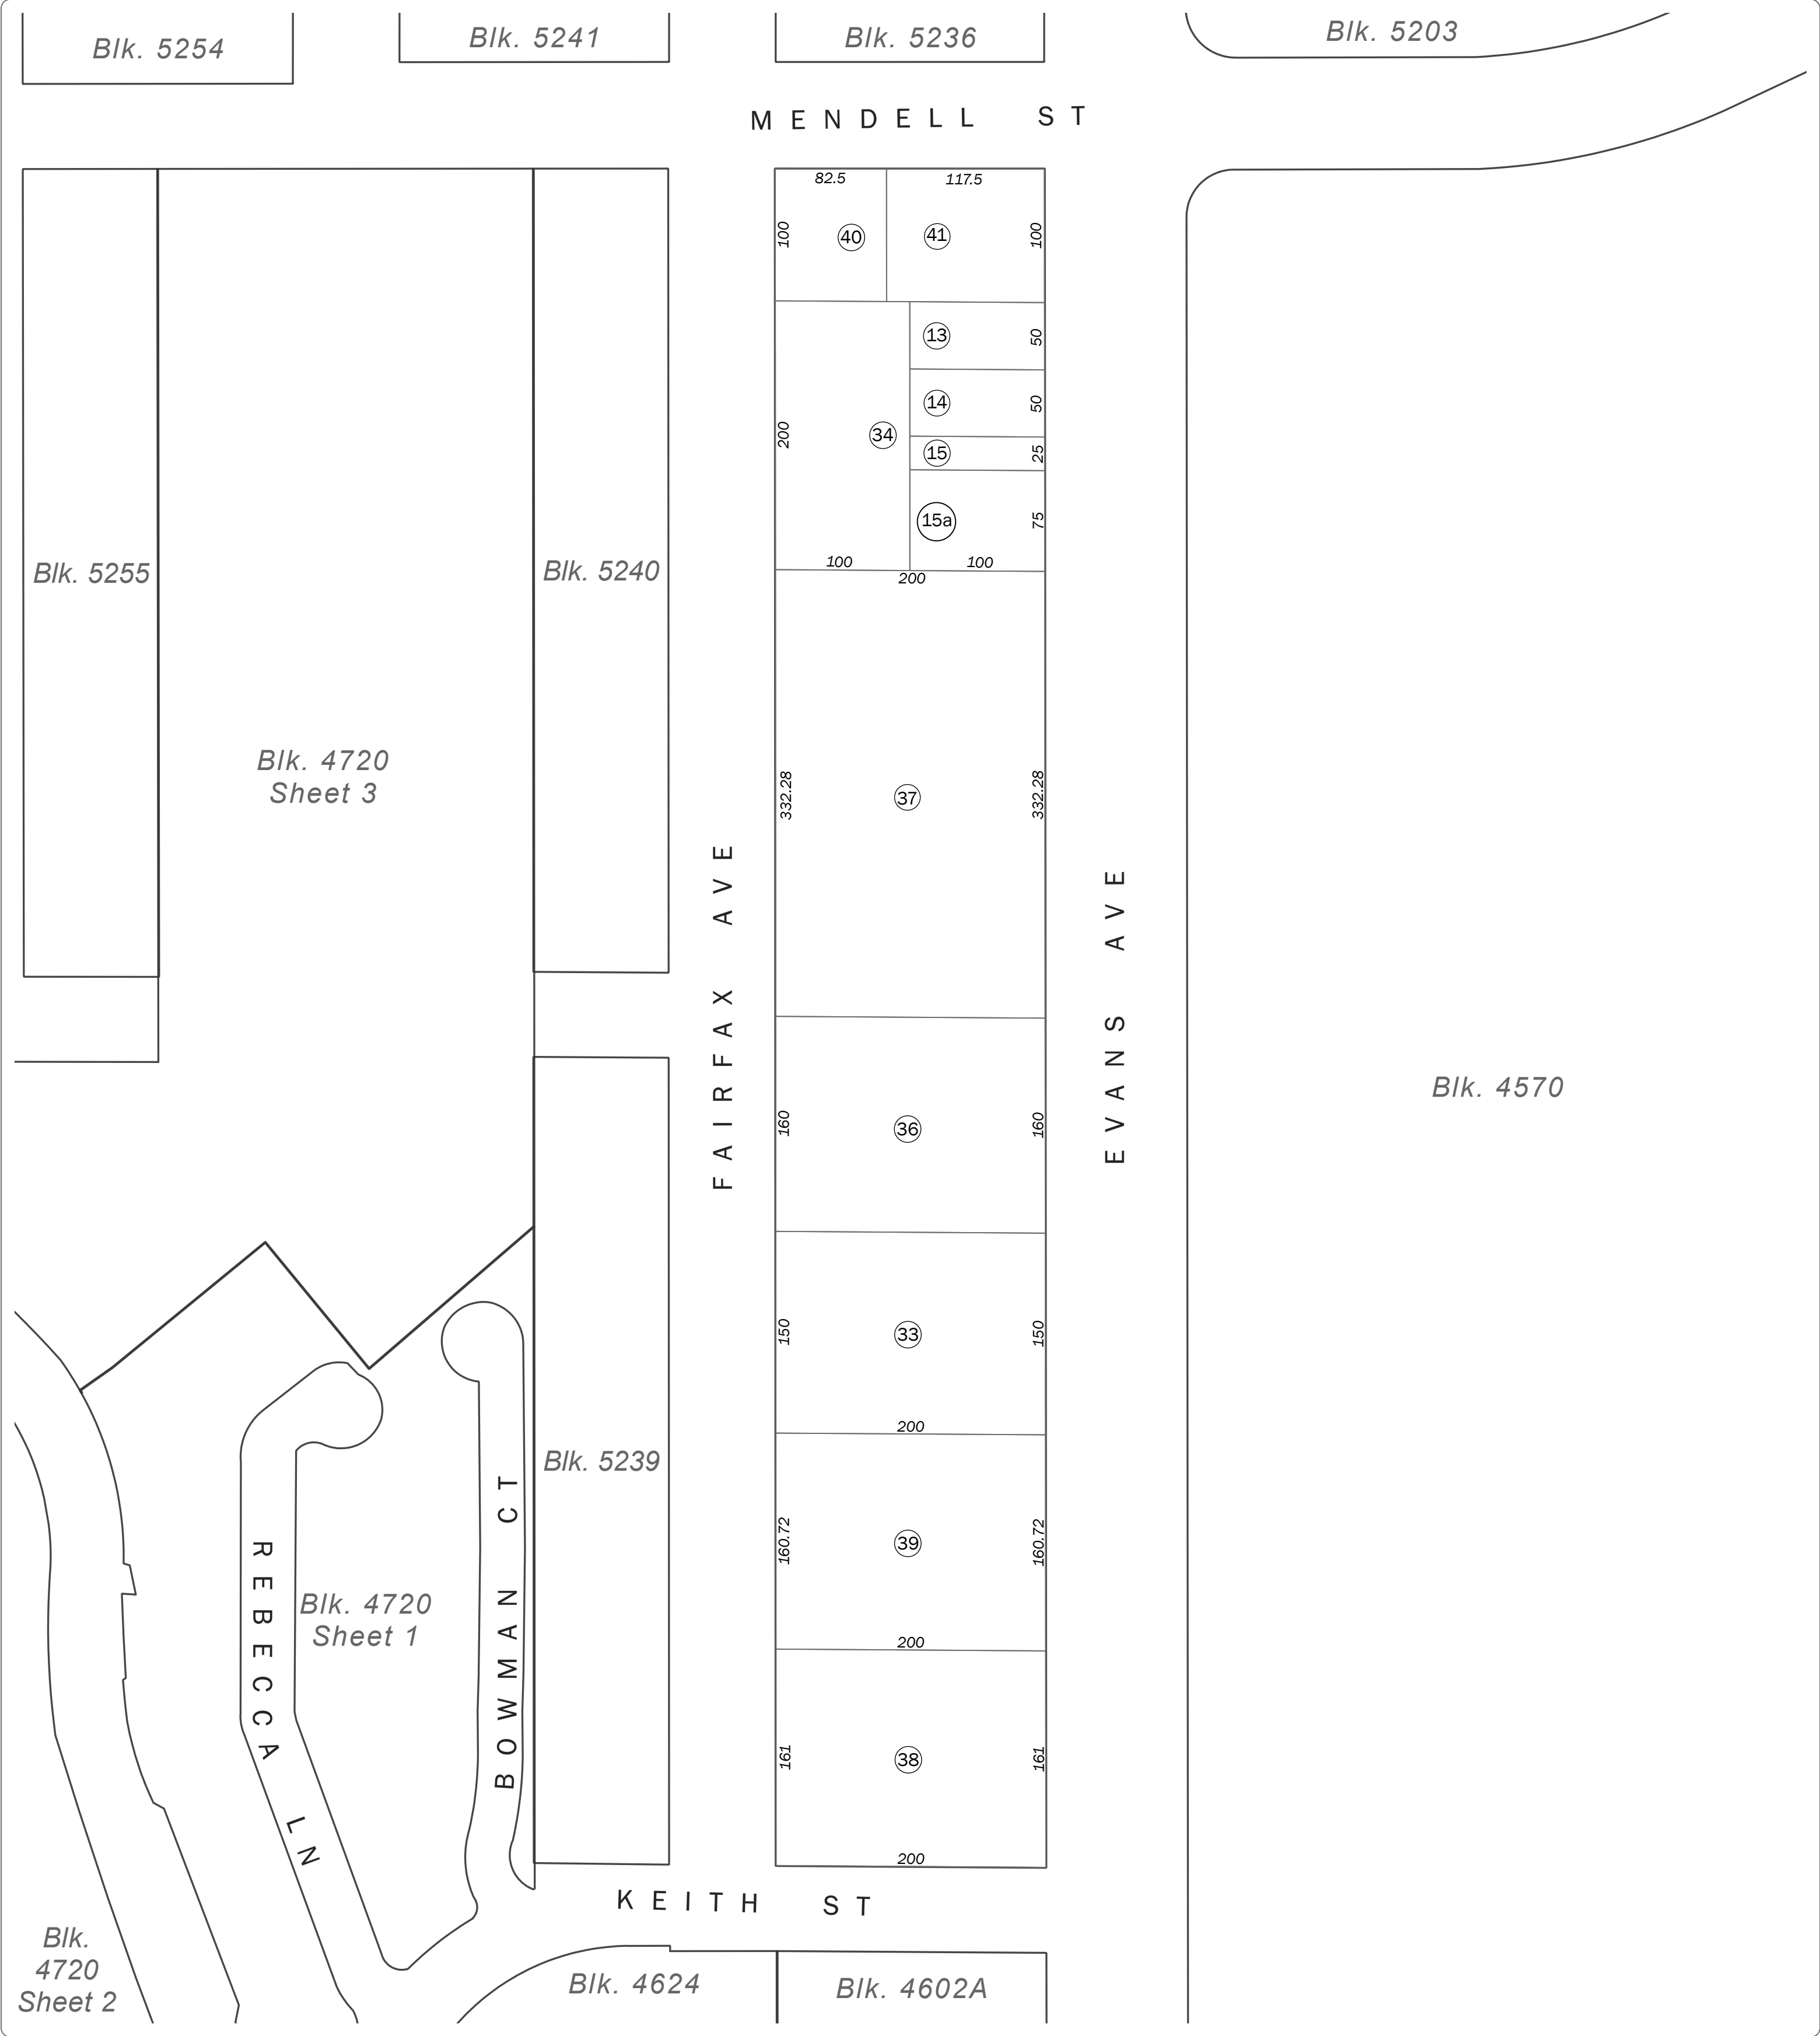 Blk. 5254
Blk. 5241
Blk. 5236
Blk. 5203
MENDELL ST
82.5
117.5
100
40
41
100
13
50
14
50
200
34
15
25
15a
75
100
100
200
Blk. 5255
Blk. 5240
Blk. 4720
Sheet 3
332.28
37
332.28
FAIRFAX AVE
EVANS AVE
Blk. 4570
160
36
160
150
33
150
200
Blk. 5239
160.72
39
160.72
REBECCA LN
Blk. 4720
Sheet 1
BOWMAN CT
200
161
38
161
200
KEITH ST
Blk.
4720
Sheet 2
Blk. 4624
Blk. 4602A